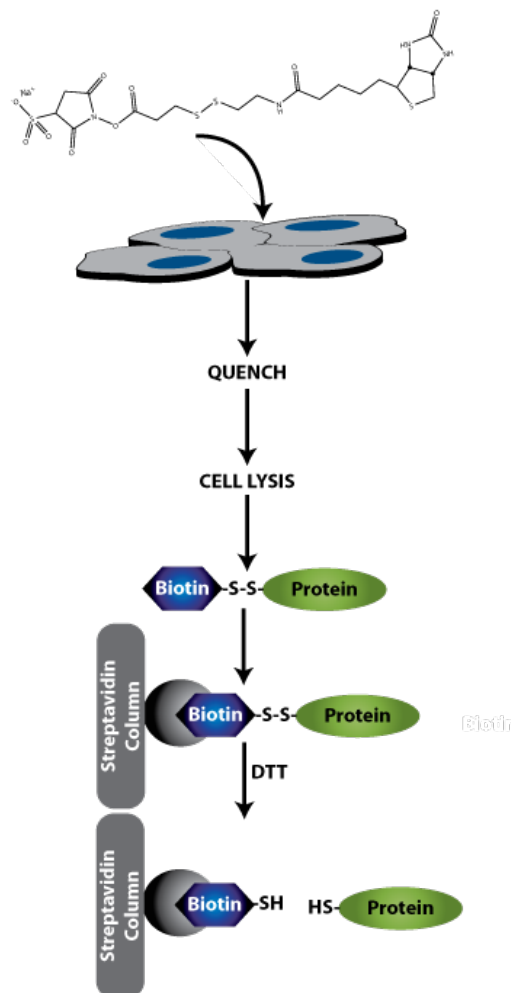 O
HN
NH
Na⁺
O
O
⁻O
S
O
O
O
N
O
O
S
S
N
H
O
S
QUENCH
CELL LYSIS
Biotin -S-S- Protein
Streptavidin
Column
Biotin -S-S- Protein
Biotin
DTT
Streptavidin
Column
Biotin -SH HS- Protein